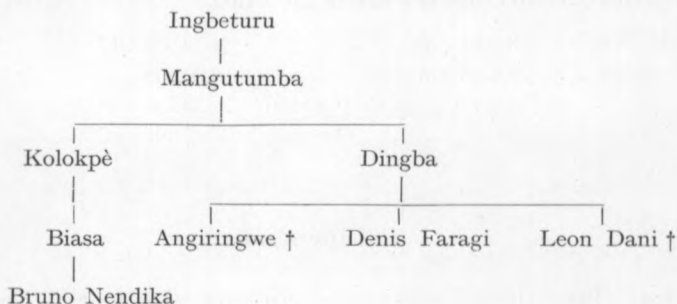 Ingbeturu
Mangutumba
Kolokpè Dingba
Biasa Angiringwe † Denis Faragi Leon Dani †
Bruno Nendika